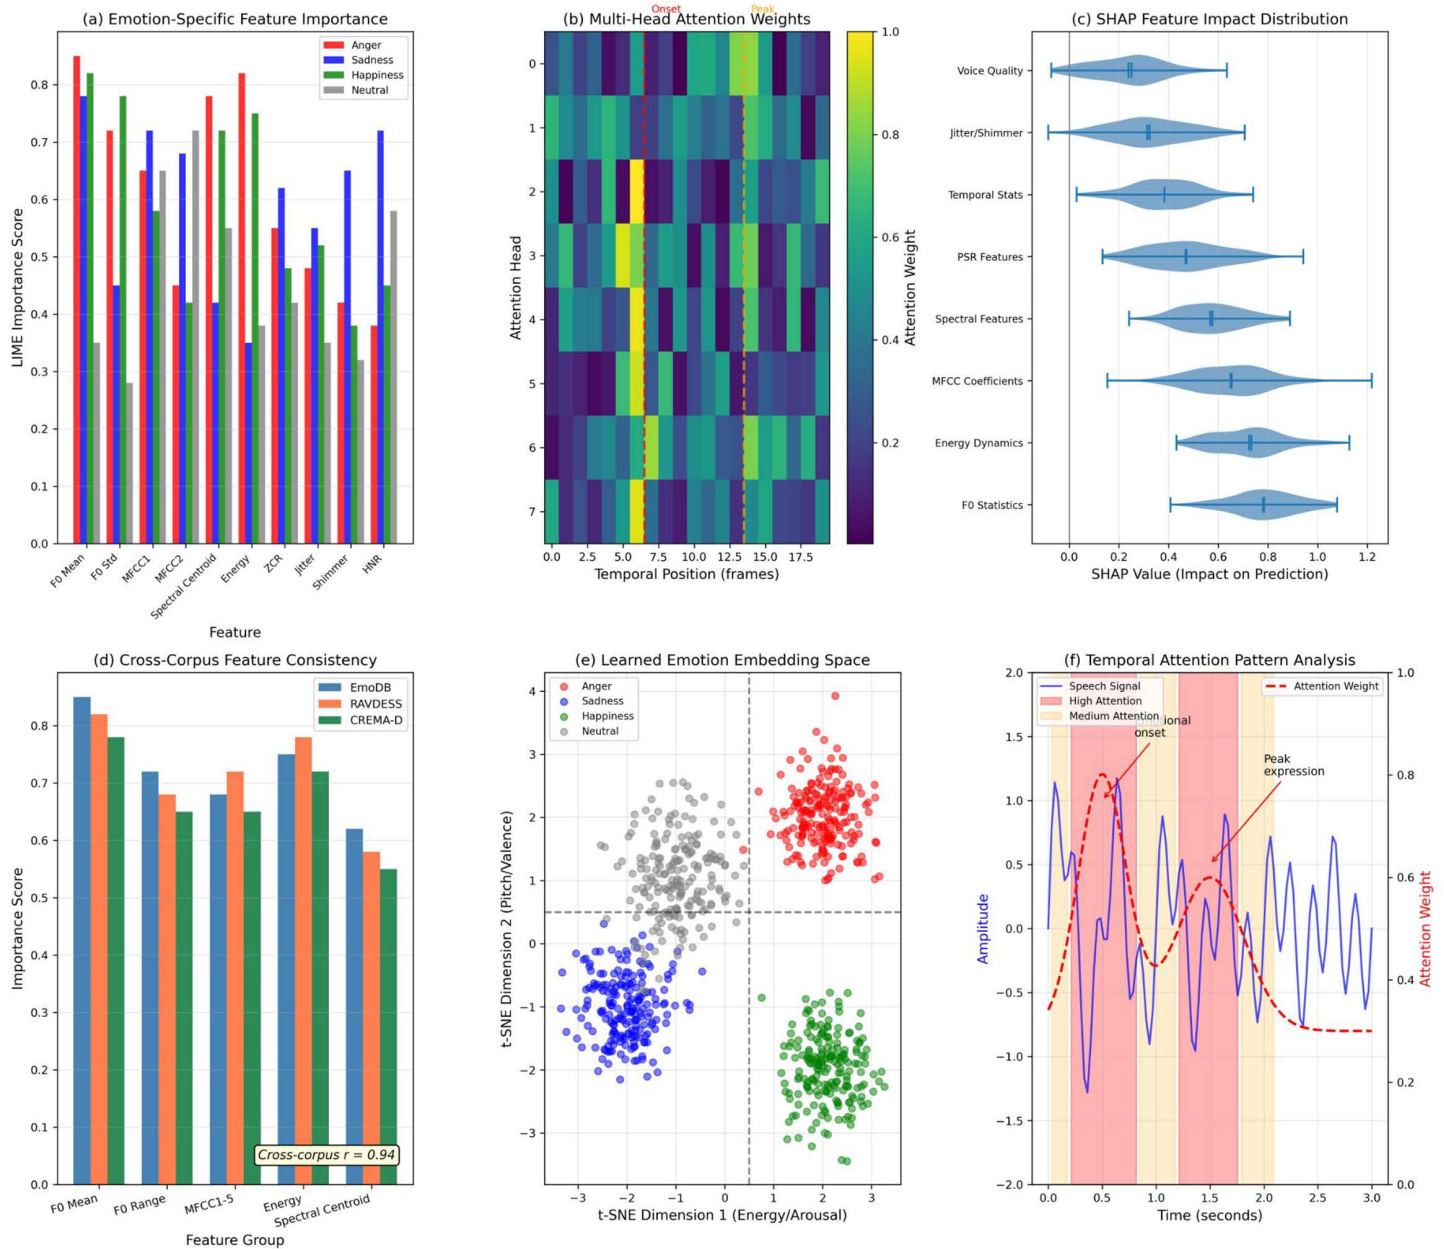 (a) Emotion-Specific Feature Importance
Anger
Sadness
Happiness
Neutral
LIME Importance Score
0.8
0.7
0.6
0.5
0.4
0.3
0.2
0.1
0.0
F0 Mean
F0 Std
MFCC1
MFCC2
Spectral Centroid
Energy
ZCR
Jitter
Shimmer
HNR
Feature
Onset
Peak
(b) Multi-Head Attention Weights
Attention Head
0
1
2
3
4
5
6
7
0.0 2.5 5.0 7.5 10.0 12.5 15.0 17.5
Temporal Position (frames)
1.0
0.8
0.6
0.4
0.2
Attention Weight
(c) SHAP Feature Impact Distribution
Voice Quality
Jitter/Shimmer
Temporal Stats
PSR Features
Spectral Features
MFCC Coefficients
Energy Dynamics
F0 Statistics
0.0 0.2 0.4 0.6 0.8 1.0 1.2
SHAP Value (Impact on Prediction)
(d) Cross-Corpus Feature Consistency
EmoDB
RAVDESS
CREMA-D
Importance Score
0.8
0.7
0.6
0.5
0.4
0.3
0.2
0.1
0.0
Cross-corpus r = 0.94
F0 Mean
F0 Range
MFCC1-5
Energy
Spectral Centroid
Feature Group
(e) Learned Emotion Embedding Space
Anger
Sadness
Happiness
Neutral
t-SNE Dimension 2 (Pitch/Valence)
4
3
2
1
0
−1
−2
−3
−3 −2 −1 0 1 2 3
t-SNE Dimension 1 (Energy/Arousal)
(f) Temporal Attention Pattern Analysis
Speech Signal
High Attention
Medium Attention
Attention Weight
onset
Peak
expression
Amplitude
2.0
1.5
1.0
0.5
0.0
−0.5
−1.0
−1.5
−2.0
0.0 0.5 1.0 1.5 2.0 2.5 3.0
Time (seconds)
1.0
0.8
0.6
0.4
0.2
0.0
Attention Weight